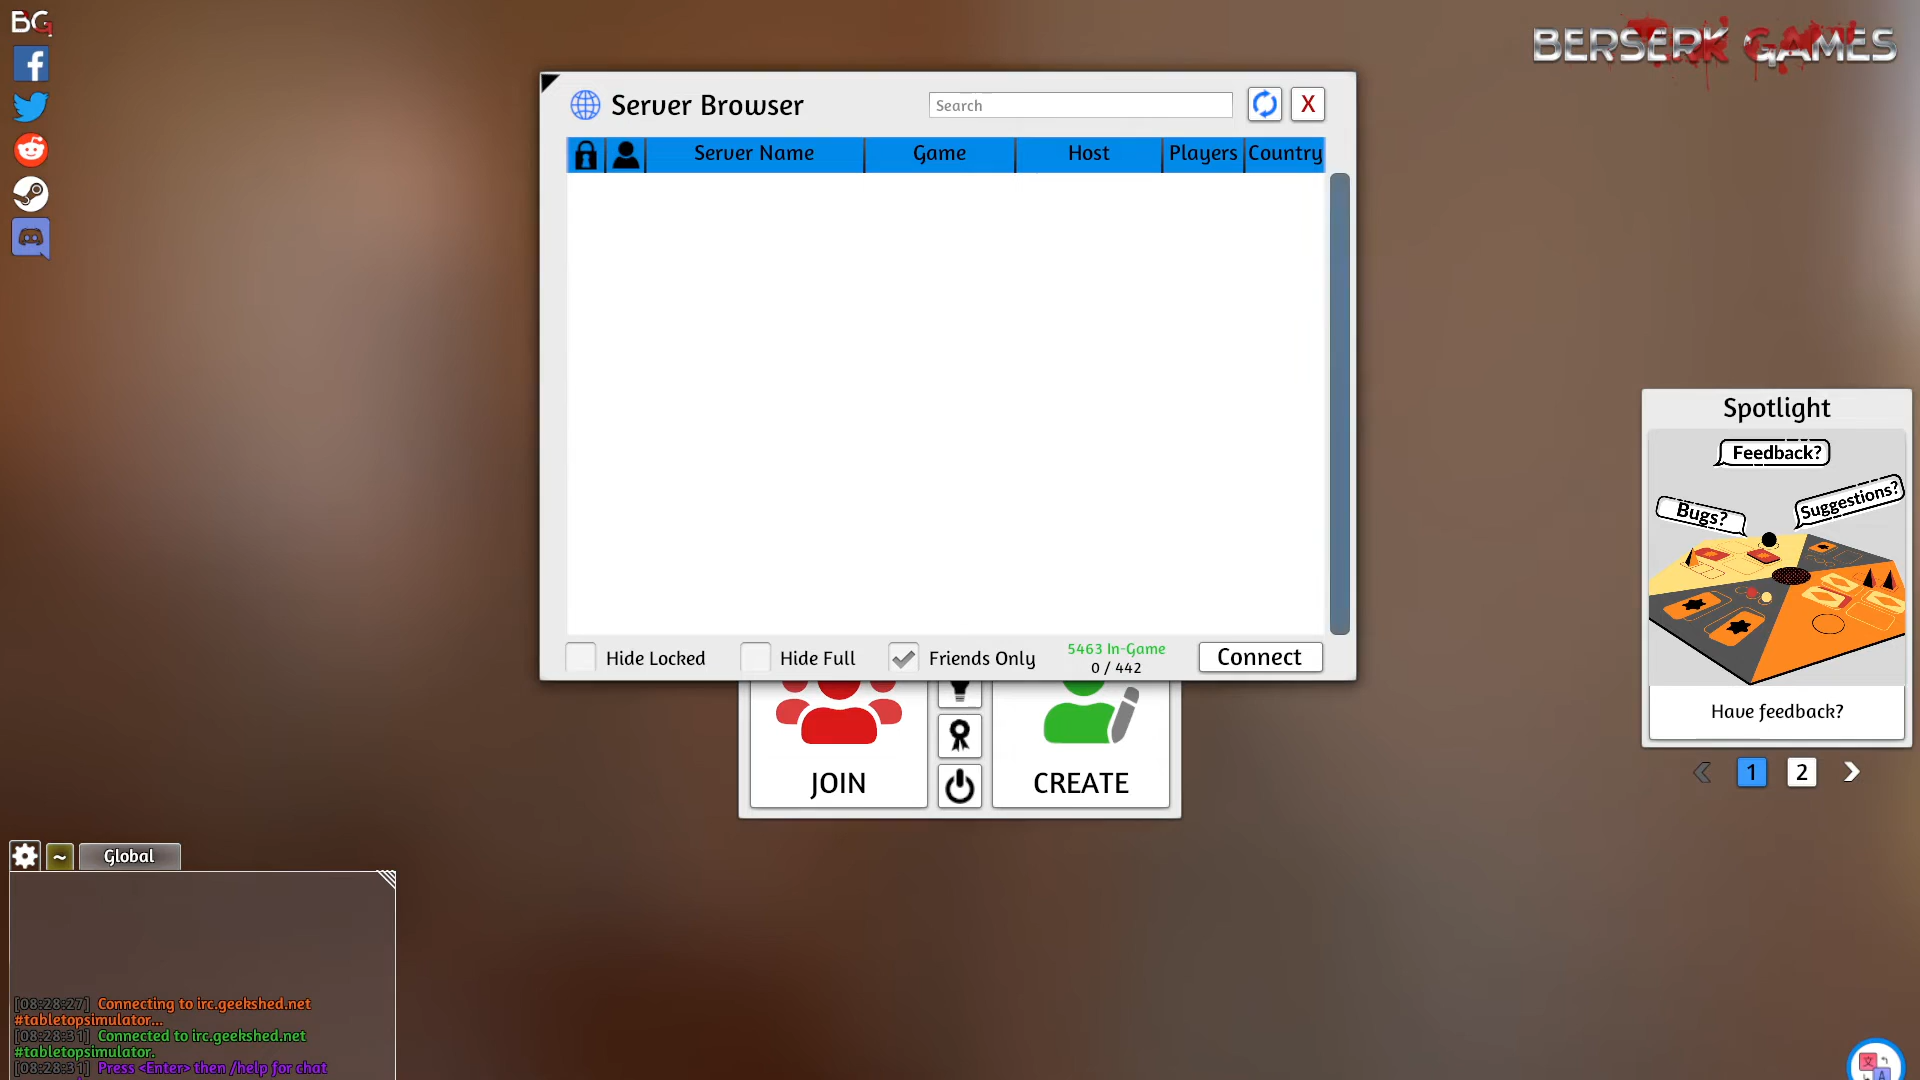 BG
BERSERK GAMES
Server Browser
Search
X
Server Name
Game
Host
Players
Country
Hide Locked
Hide Full
Friends Only
5463 In-Game
0 / 442
Connect
JOIN
CREATE
Spotlight
Feedback?
Bugs?
Suggestions?
Have feedback?
1
2
~
Global
[08:28:27] Connecting to irc.geekshed.net
#tabletopsimulator...
[08:28:31] Connected to irc.geekshed.net
#tabletopsimulator.
[08:28:31] Press <Enter> then /help for chat
文
A